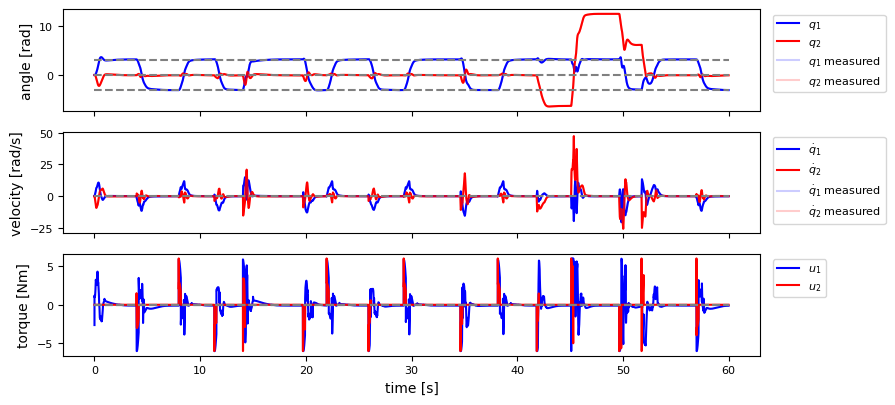 angle [rad]
10
0
q₁
q₂
q₁ measured
q₂ measured
velocity [rad/s]
50
25
0
−25
q̇₁
q̇₂
q̇₁ measured
q̇₂ measured
torque [Nm]
5
0
−5
u₁
u₂
0
10
20
30
40
50
60
time [s]